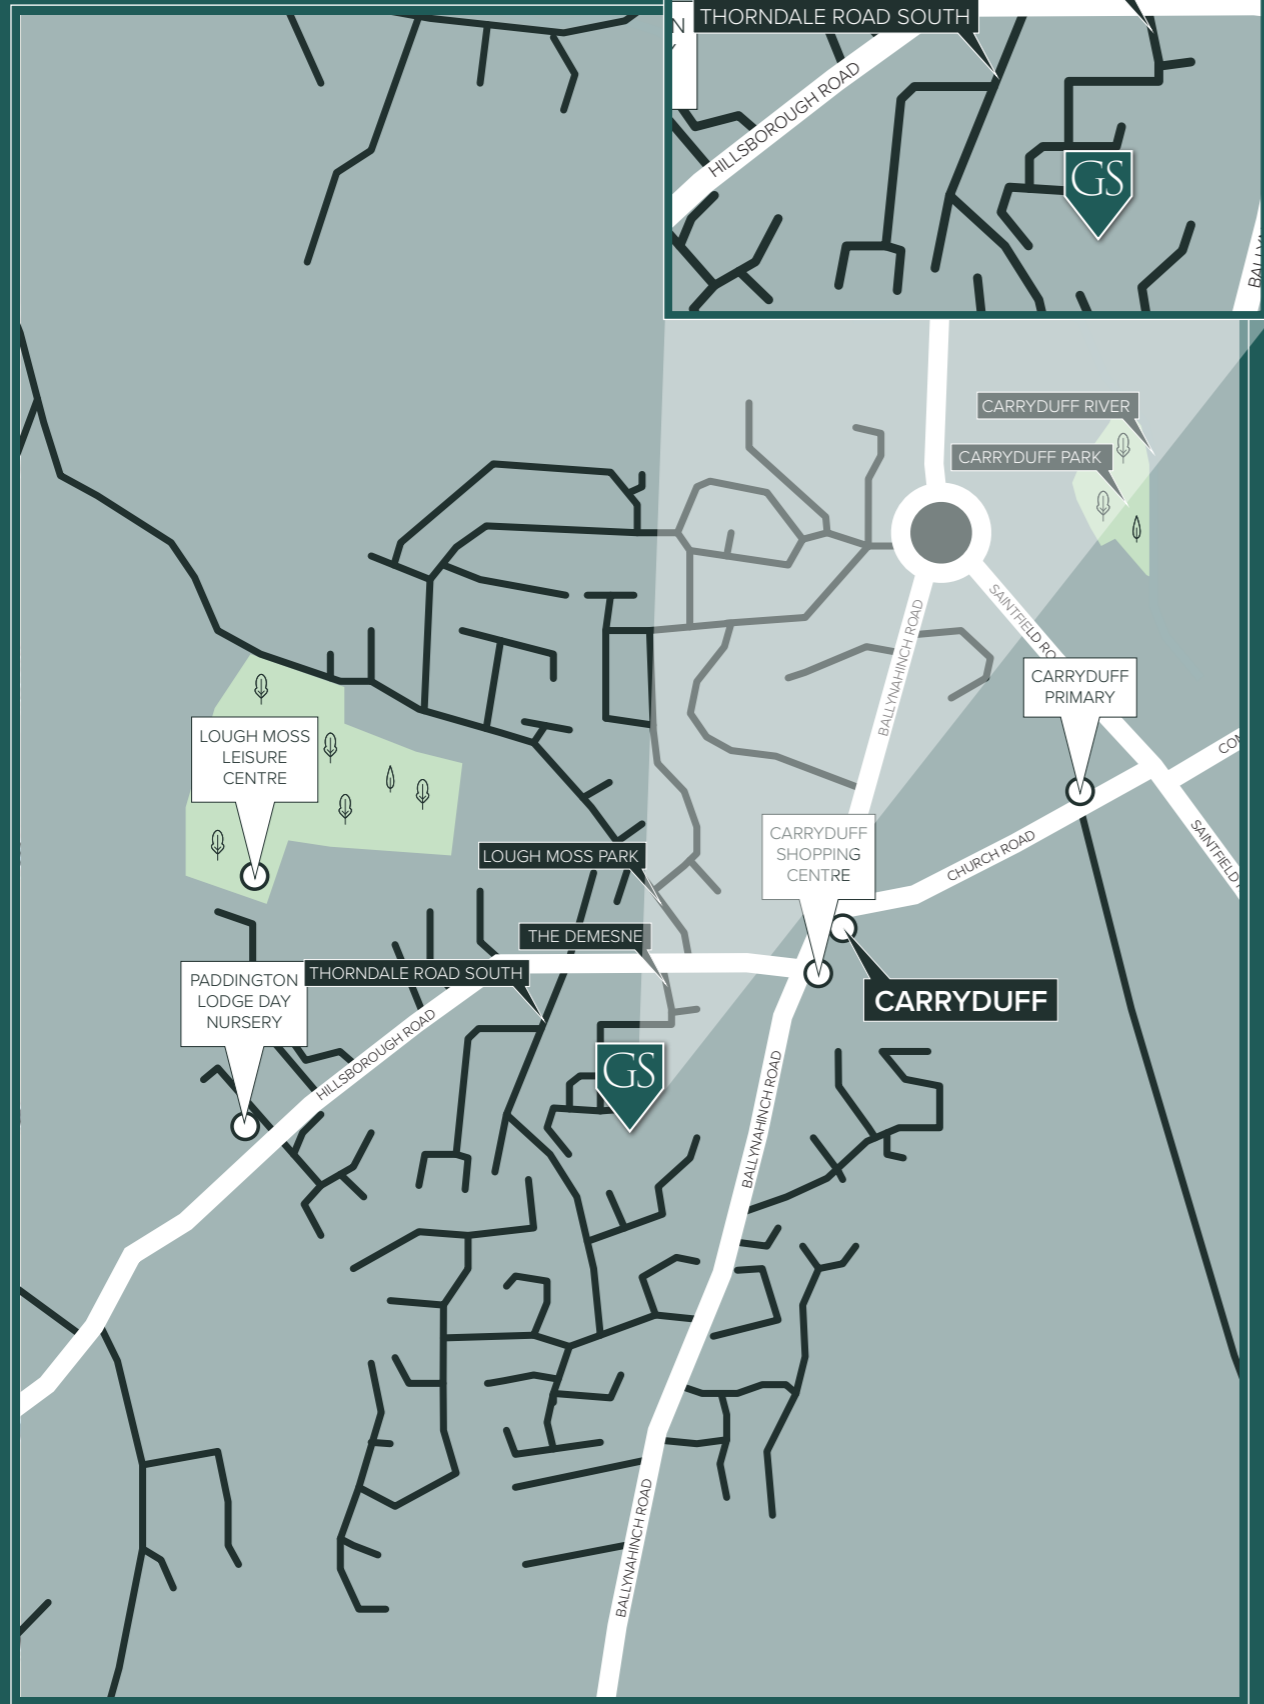 N
THORNDALE ROAD SOUTH
HILLSBOROUGH ROAD
GS
CARRYDUFF RIVER
CARRYDUFF PARK
SAINTFIELD RO
BALLYNAHINCH ROAD
CARRYDUFF
PRIMARY
LOUGH MOSS
LEISURE
CENTRE
CARRYDUFF
SHOPPING
CENTRE
CHURCH ROAD
SAINTFIELD
LOUGH MOSS PARK
THE DEMESNE
THORNDALE ROAD SOUTH
PADDINGTON
LODGE DAY
NURSERY
CARRYDUFF
HILLSBOROUGH ROAD
GS
BALLYNAHINCH ROAD
BALLYNAHINCH ROAD